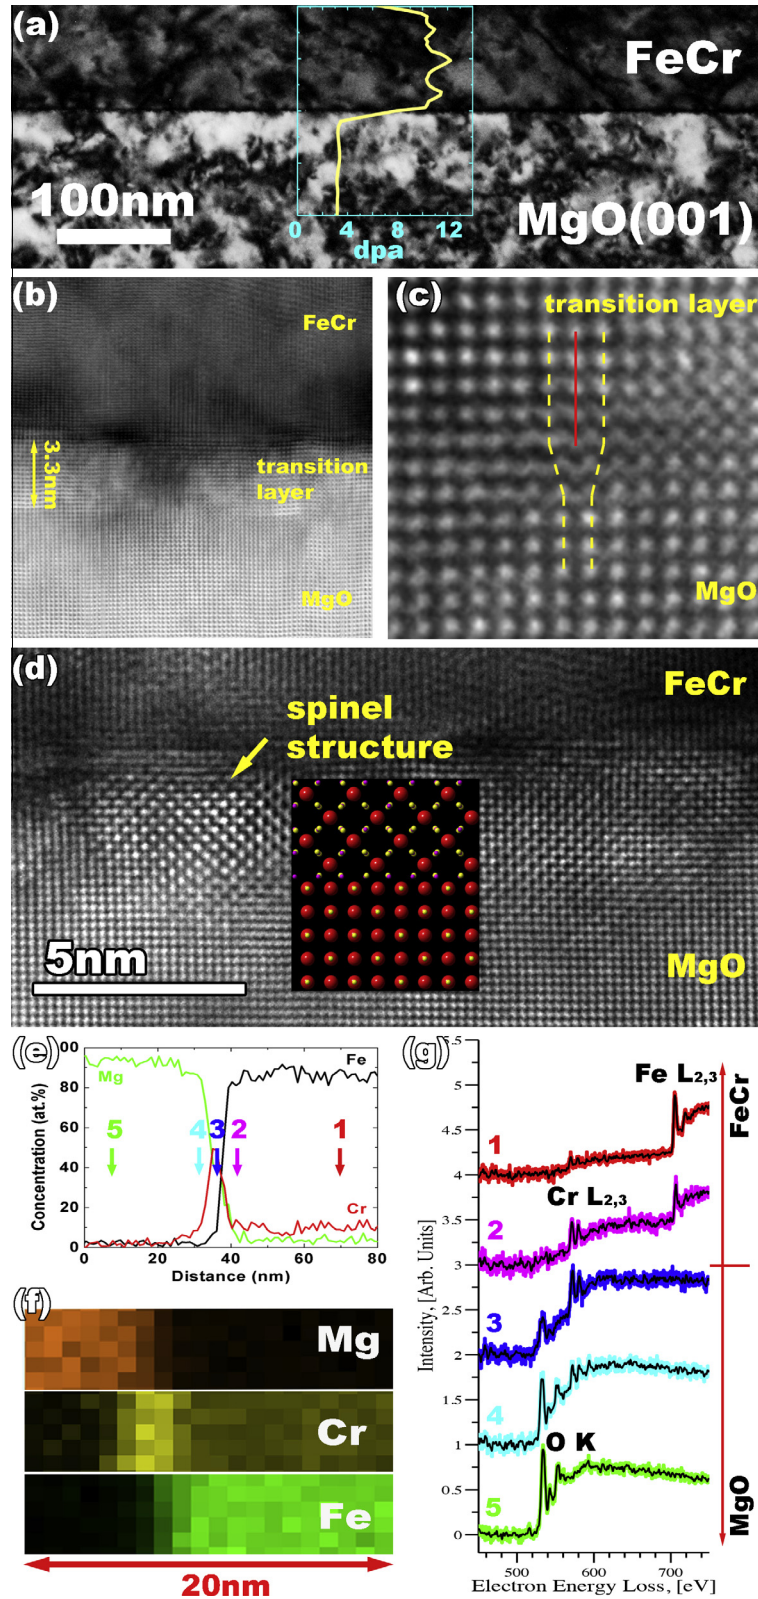 (a)
FeCr
100nm
MgO(001)
0 4 8 12
dpa
(b)
FeCr
3.3nm
transition
layer
MgO
(c)
transition layer
MgO
(d)
FeCr
spinel
structure
5nm
MgO
(e)
00
80
60
40
20
0
Concentration (at.%)
Mg
Fe
5 4 3 2 1
Cr
0 20 40 60 80
Distance (nm)
(f)
Mg
Cr
Fe
20nm
(g)
5.5
5
4.5
4
3.5
3
2.5
2
1.5
1
0.5
0
Intensity, [Arb. Units]
Fe L2,3
1
Cr L2,3
2
3
4
O K
5
FeCr
MgO
500 600 700
Electron Energy Loss, [eV]